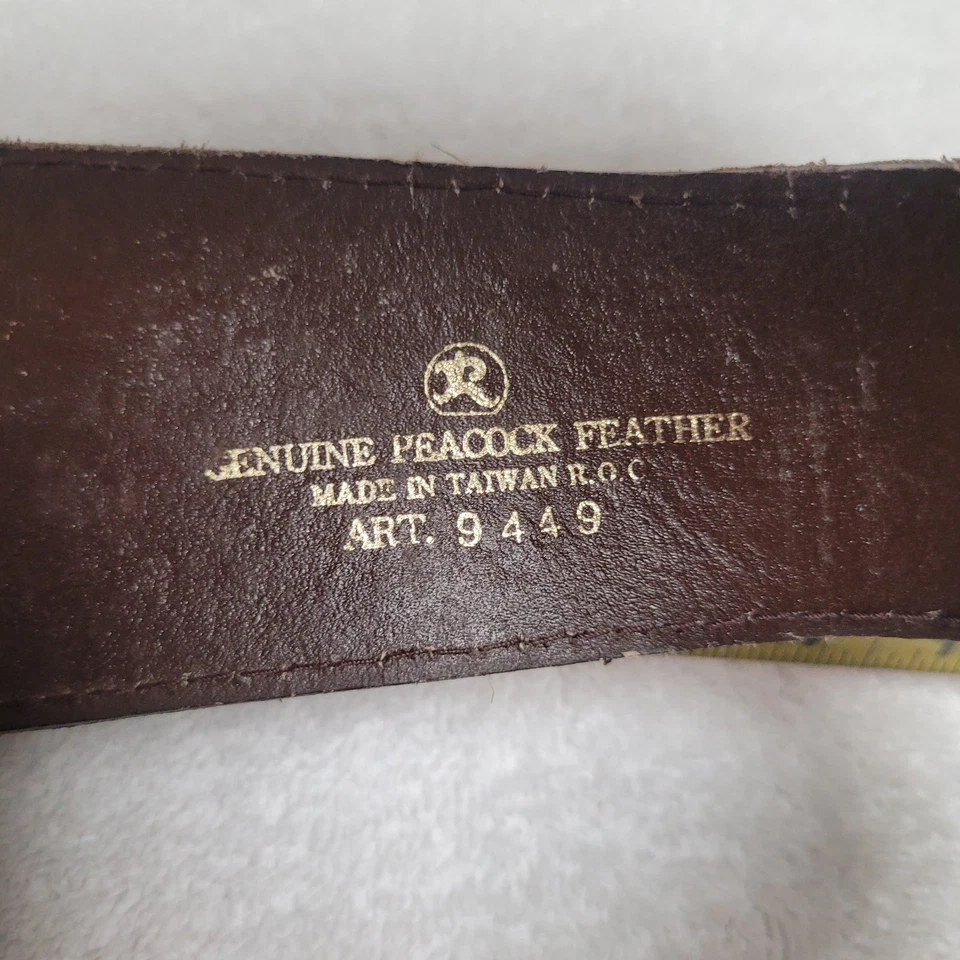 R
GENUINE PEACOCK FEATHER
MADE IN TAIWAN R.O.C
ART. 9449